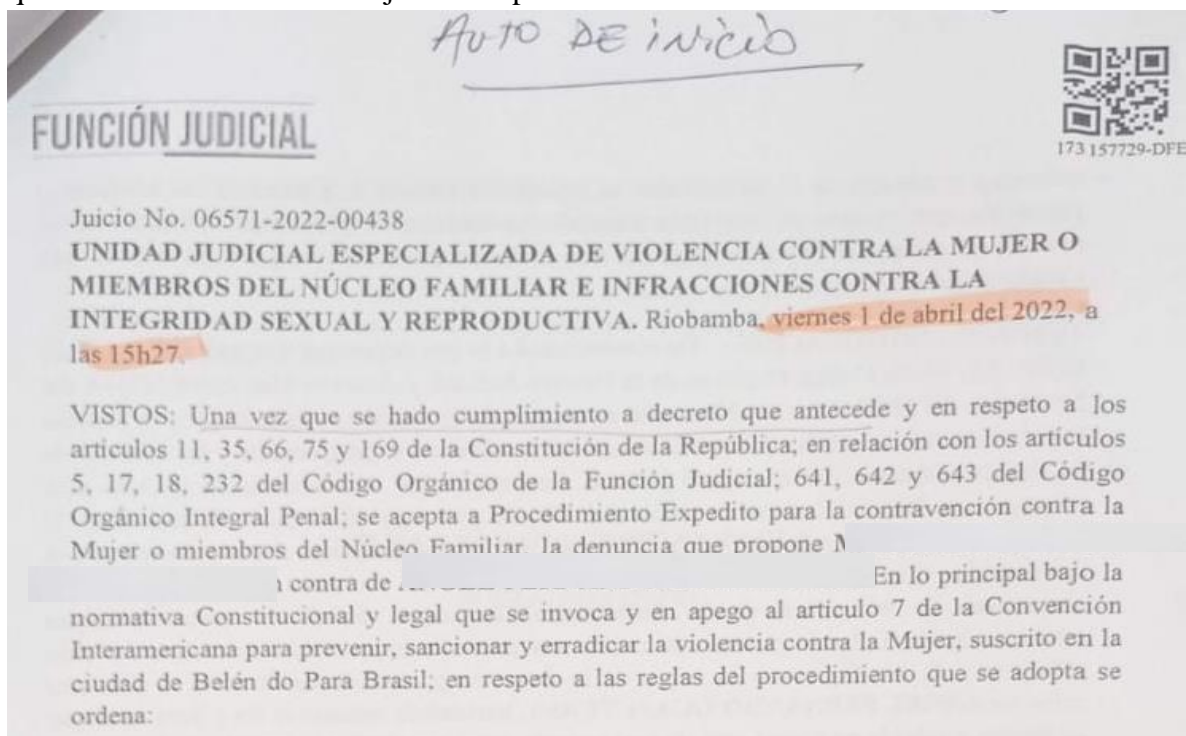 AUTO DE iNiCiO
FUNCIÓN JUDICIAL
173157729-DFE
Juicio No. 06571-2022-00438
UNIDAD JUDICIAL ESPECIALIZADA DE VIOLENCIA CONTRA LA MUJER O
MIEMBROS DEL NÚCLEO FAMILIAR E INFRACCIONES CONTRA LA
INTEGRIDAD SEXUAL Y REPRODUCTIVA. Riobamba, viernes 1 de abril del 2022, a
las 15h27.
VISTOS: Una vez que se hado cumplimiento a decreto que antecede y en respeto a los
artículos 11, 35, 66, 75 y 169 de la Constitución de la República; en relación con los artículos
5, 17, 18, 232 del Código Orgánico de la Función Judicial; 641, 642 y 643 del Código
Orgánico Integral Penal; se acepta a Procedimiento Expedito para la contravención contra la
Mujer o miembros del Núcleo Familiar, la denuncia que propone
contra de En lo principal bajo la
normativa Constitucional y legal que se invoca y en apego al artículo 7 de la Convención
Interamericana para prevenir, sancionar y erradicar la violencia contra la Mujer, suscrito en la
ciudad de Belén do Para Brasil; en respeto a las reglas del procedimiento que se adopta se
ordena: